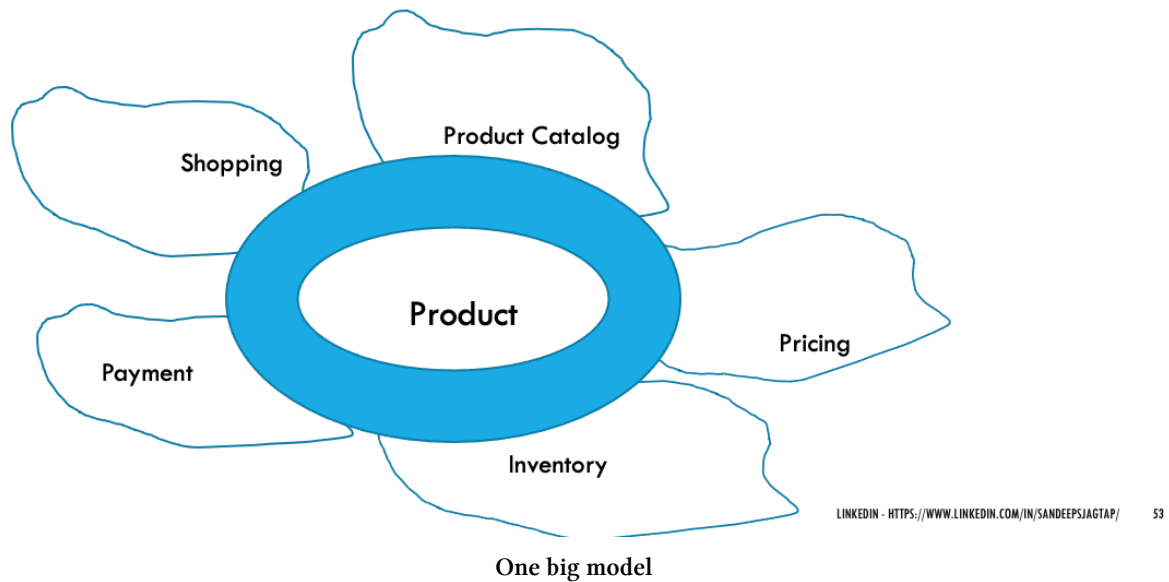 Product Catalog
Shopping
Product
Pricing
Payment
Inventory
LINKEDIN - HTTPS://WWW.LINKEDIN.COM/IN/SANDEEPSJAGTAP/ 53
One big model